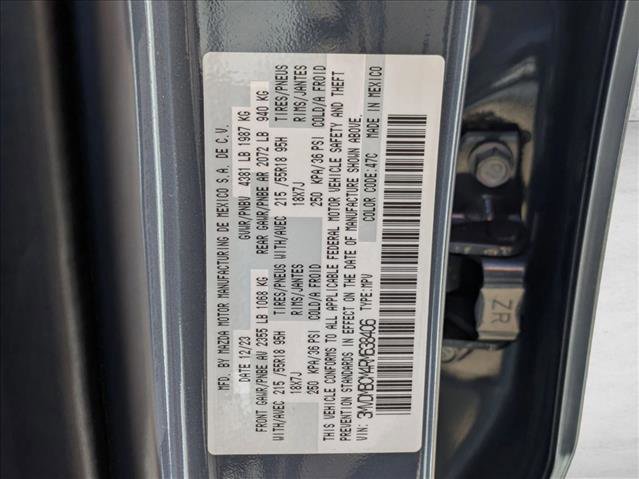 MFD. BY MAZDA MOTOR MANUFACTURING DE MEXICO S.A. DE C.V.
DATE 12/23 GVWR/PNBV 4381 LB 1987 KG
FRONT GAWR/PNBE AV 2355 LB 1068 KG REAR GAWR/PNBE AR 2072 LB 940 KG
WITH/AVEC 215 /55R18 95H TIRES/PNEUS WITH/AVEC 215 /55R18 95H TIRES/PNEUS
18X7J RIMS/JANTES 18X7J RIMS/JANTES
250 KPA/36 PSI COLD/A FROID 250 KPA/36 PSI COLD/A FROID
THIS VEHICLE CONFORMS TO ALL APPLICABLE FEDERAL MOTOR VEHICLE SAFETY AND THEFT
PREVENTION STANDARDS IN EFFECT ON THE DATE OF MANUFACTURE SHOWN ABOVE.
VIN: 3MVDMBCM4RM638406 TYPE:MPV COLOR CODE:47C MADE IN MEXICO
ZR